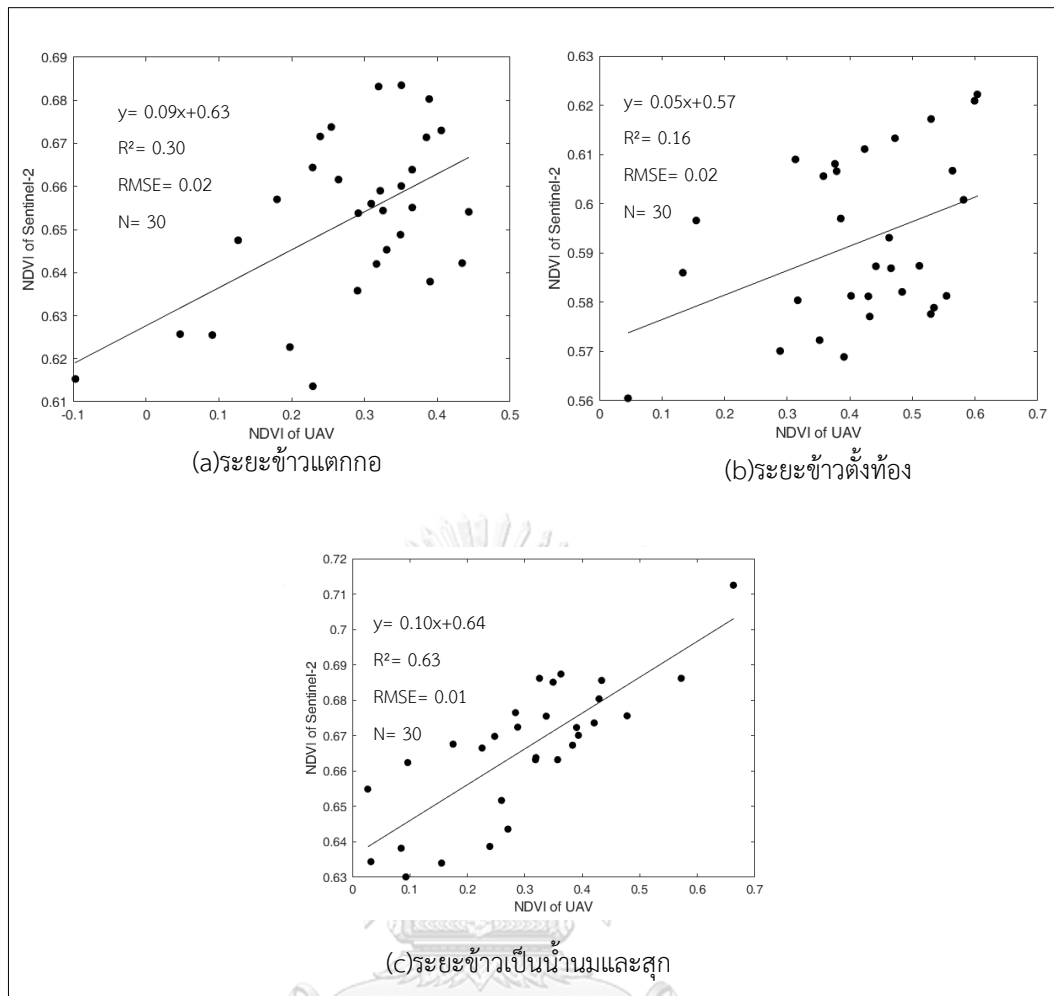 0.69
0.68
0.67
0.66
0.65
0.64
0.63
0.62
0.61
NDVI of Sentinel-2
y= 0.09x+0.63
R²= 0.30
RMSE= 0.02
N= 30
-0.1 0 0.1 0.2 0.3 0.4 0.5
NDVI of UAV
(a)ระยะข้าวแตกกอ
0.63
0.62
0.61
0.6
0.59
0.58
0.57
0.56
NDVI of Sentinel-2
y= 0.05x+0.57
R²= 0.16
RMSE= 0.02
N= 30
0 0.1 0.2 0.3 0.4 0.5 0.6 0.7
NDVI of UAV
(b)ระยะข้าวตั้งท้อง
0.72
0.71
0.7
0.69
0.68
0.67
0.66
0.65
0.64
0.63
NDVI of Sentinel-2
y= 0.10x+0.64
R²= 0.63
RMSE= 0.01
N= 30
0 0.1 0.2 0.3 0.4 0.5 0.6 0.7
NDVI of UAV
(c)ระยะข้าวเป็นน้ำนมและสุก